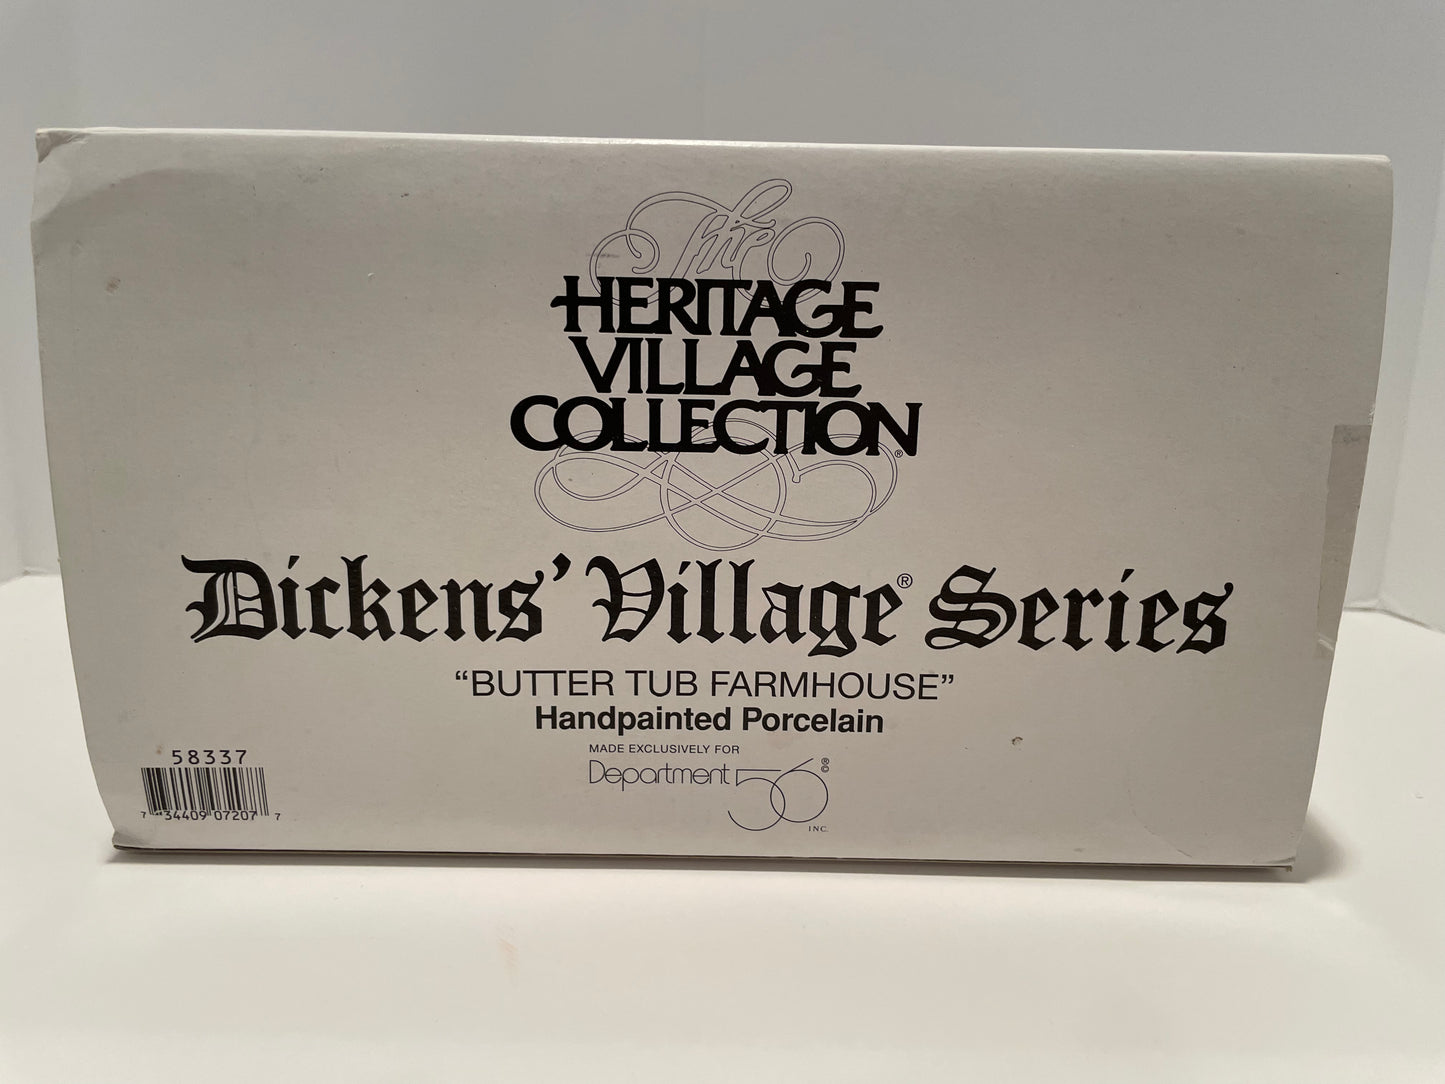 The
HERITAGE
VILLAGE
COLLECTION®
Dickens' Village® Series
“BUTTER TUB FARMHOUSE”
Handpainted Porcelain
MADE EXCLUSIVELY FOR
Department 56 ®©
INC.
58337
7 34409 07207 7